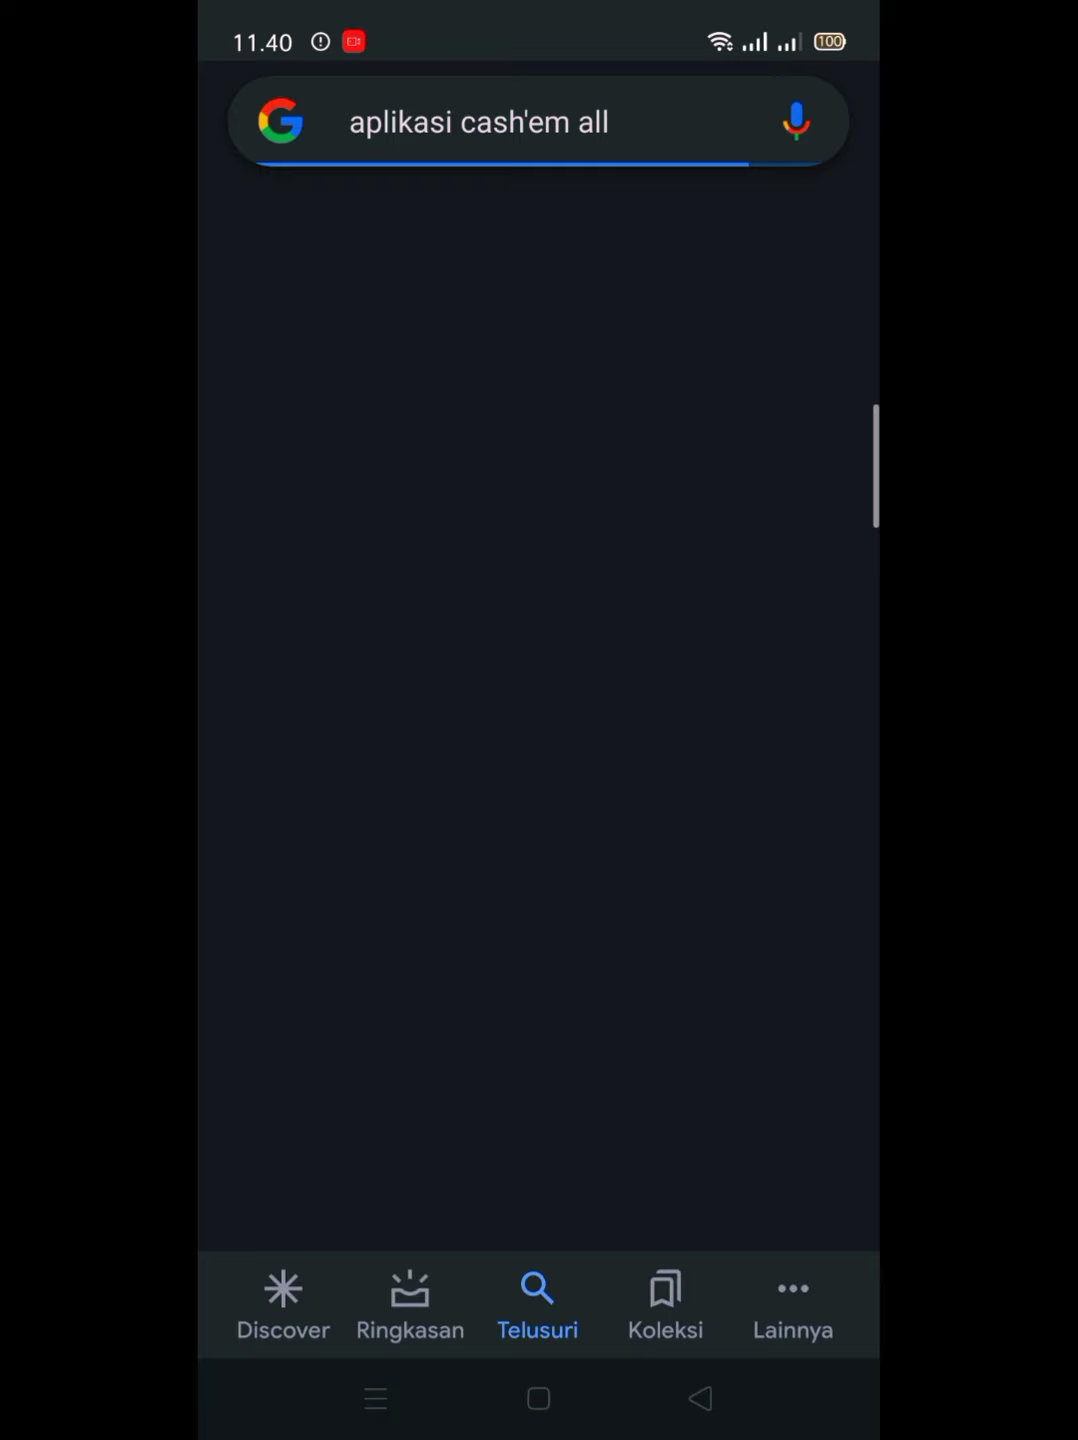 11.40
100
aplikasi cash'em all
Discover
Ringkasan
Telusuri
Koleksi
Lainnya